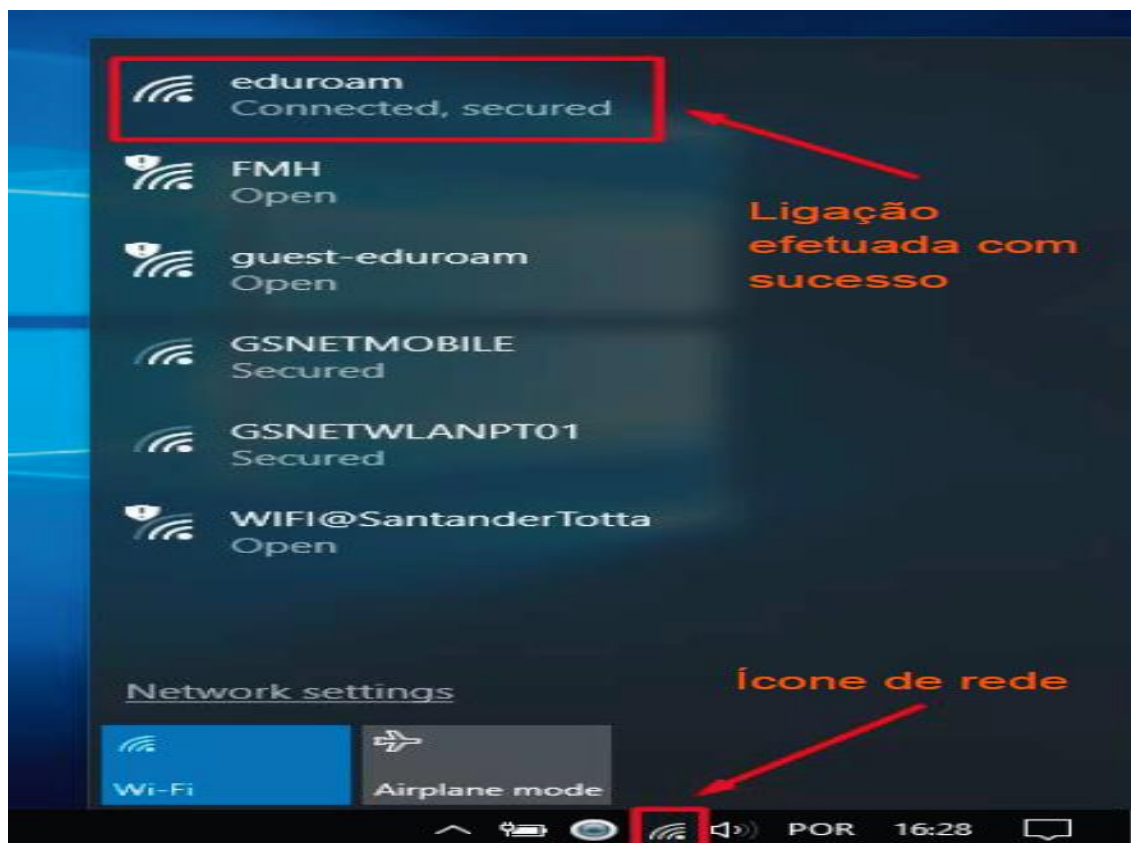 eduroam
Connected, secured
FMH
Open
Ligação
efetuada com
sucesso
guest-eduroam
Open
GSNETMOBILE
Secured
GSNETWLANPT01
Secured
WIFI@SantanderTotta
Open
Network settings
Ícone de rede
Wi-Fi
Airplane mode
POR
16:28